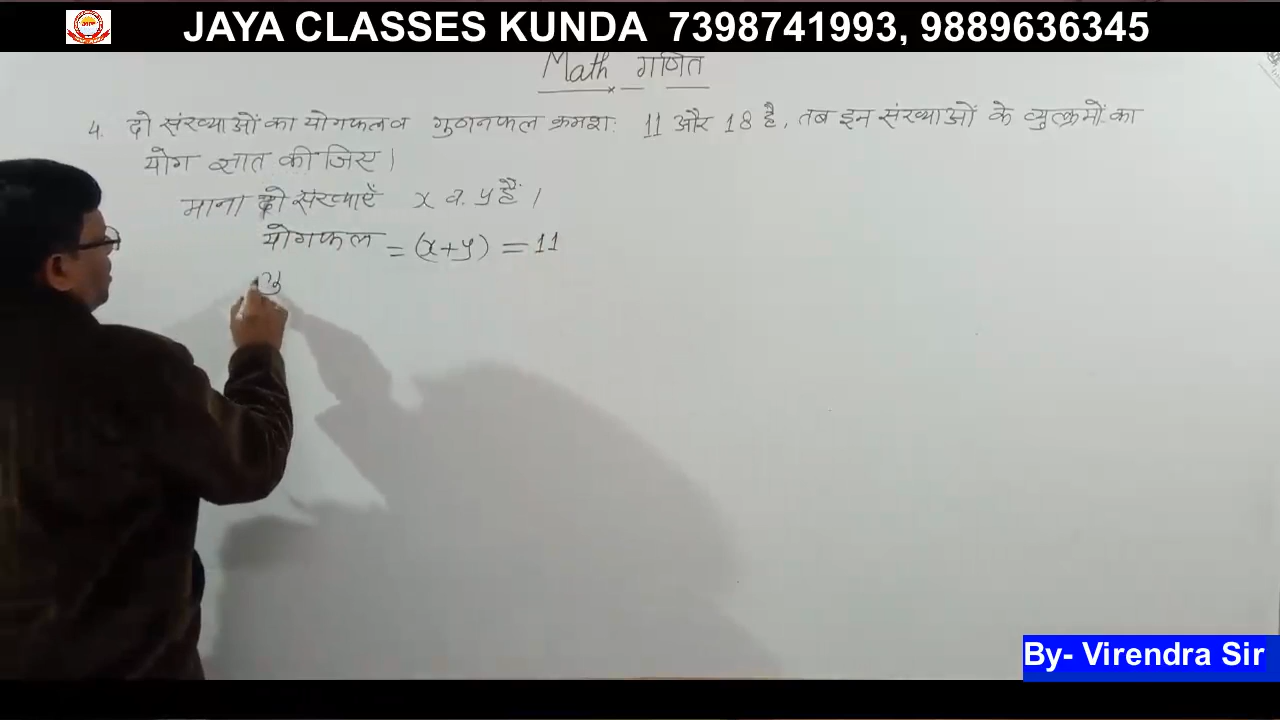 JAYA CLASSES KUNDA 7398741993, 9889636345
Math गणित
4. दो संख्याओं का योगफल व गुणनफल क्रमश: 11 और 18 है, तब इन संख्याओं के व्युत्क्रमों का
योग ज्ञात कीजिए।
माना दो संख्याएँ x व y हैं।
योगफल = (x+y) = 11
गु
By- Virendra Sir